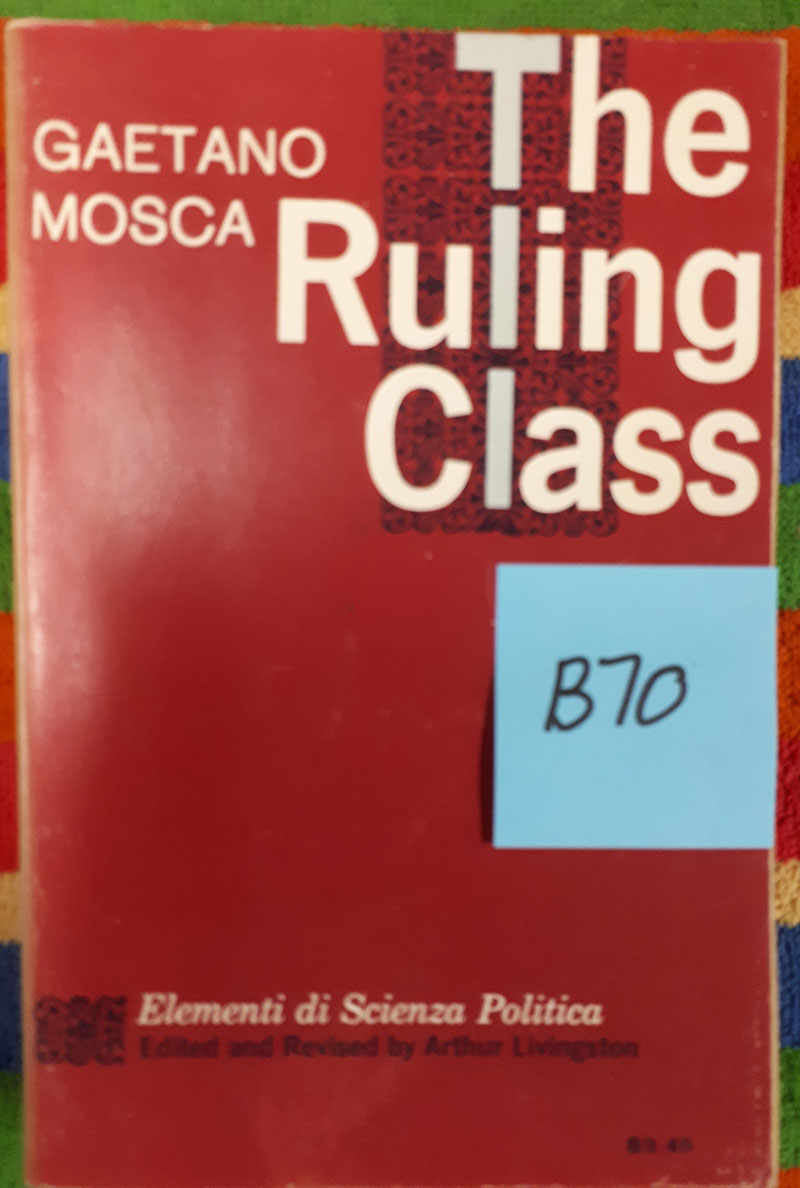 GAETANO
MOSCA
The
Ruling
Class
B70
Elementi di Scienza Politica
Edited and Revised by Arthur Livingston